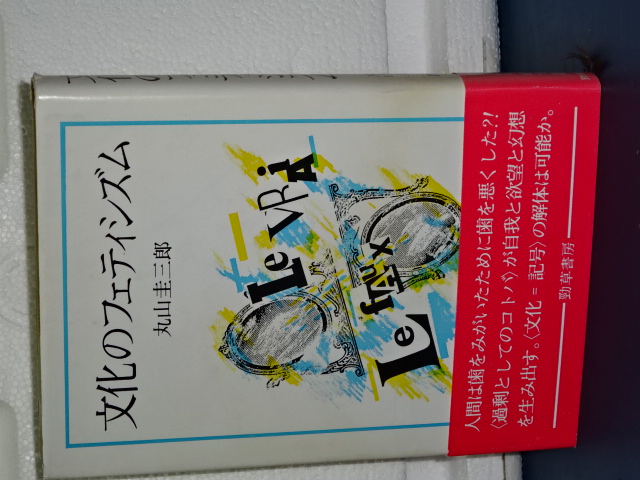 文化のフェティシズム
丸山圭三郎
Le VRAi
Le faux
人間は歯をみがいたために歯を悪くした?!
〈過剰としてのコトバ〉が自我と欲望と幻想
を生み出す。〈文化＝記号〉の解体は可能か。
勁草書房